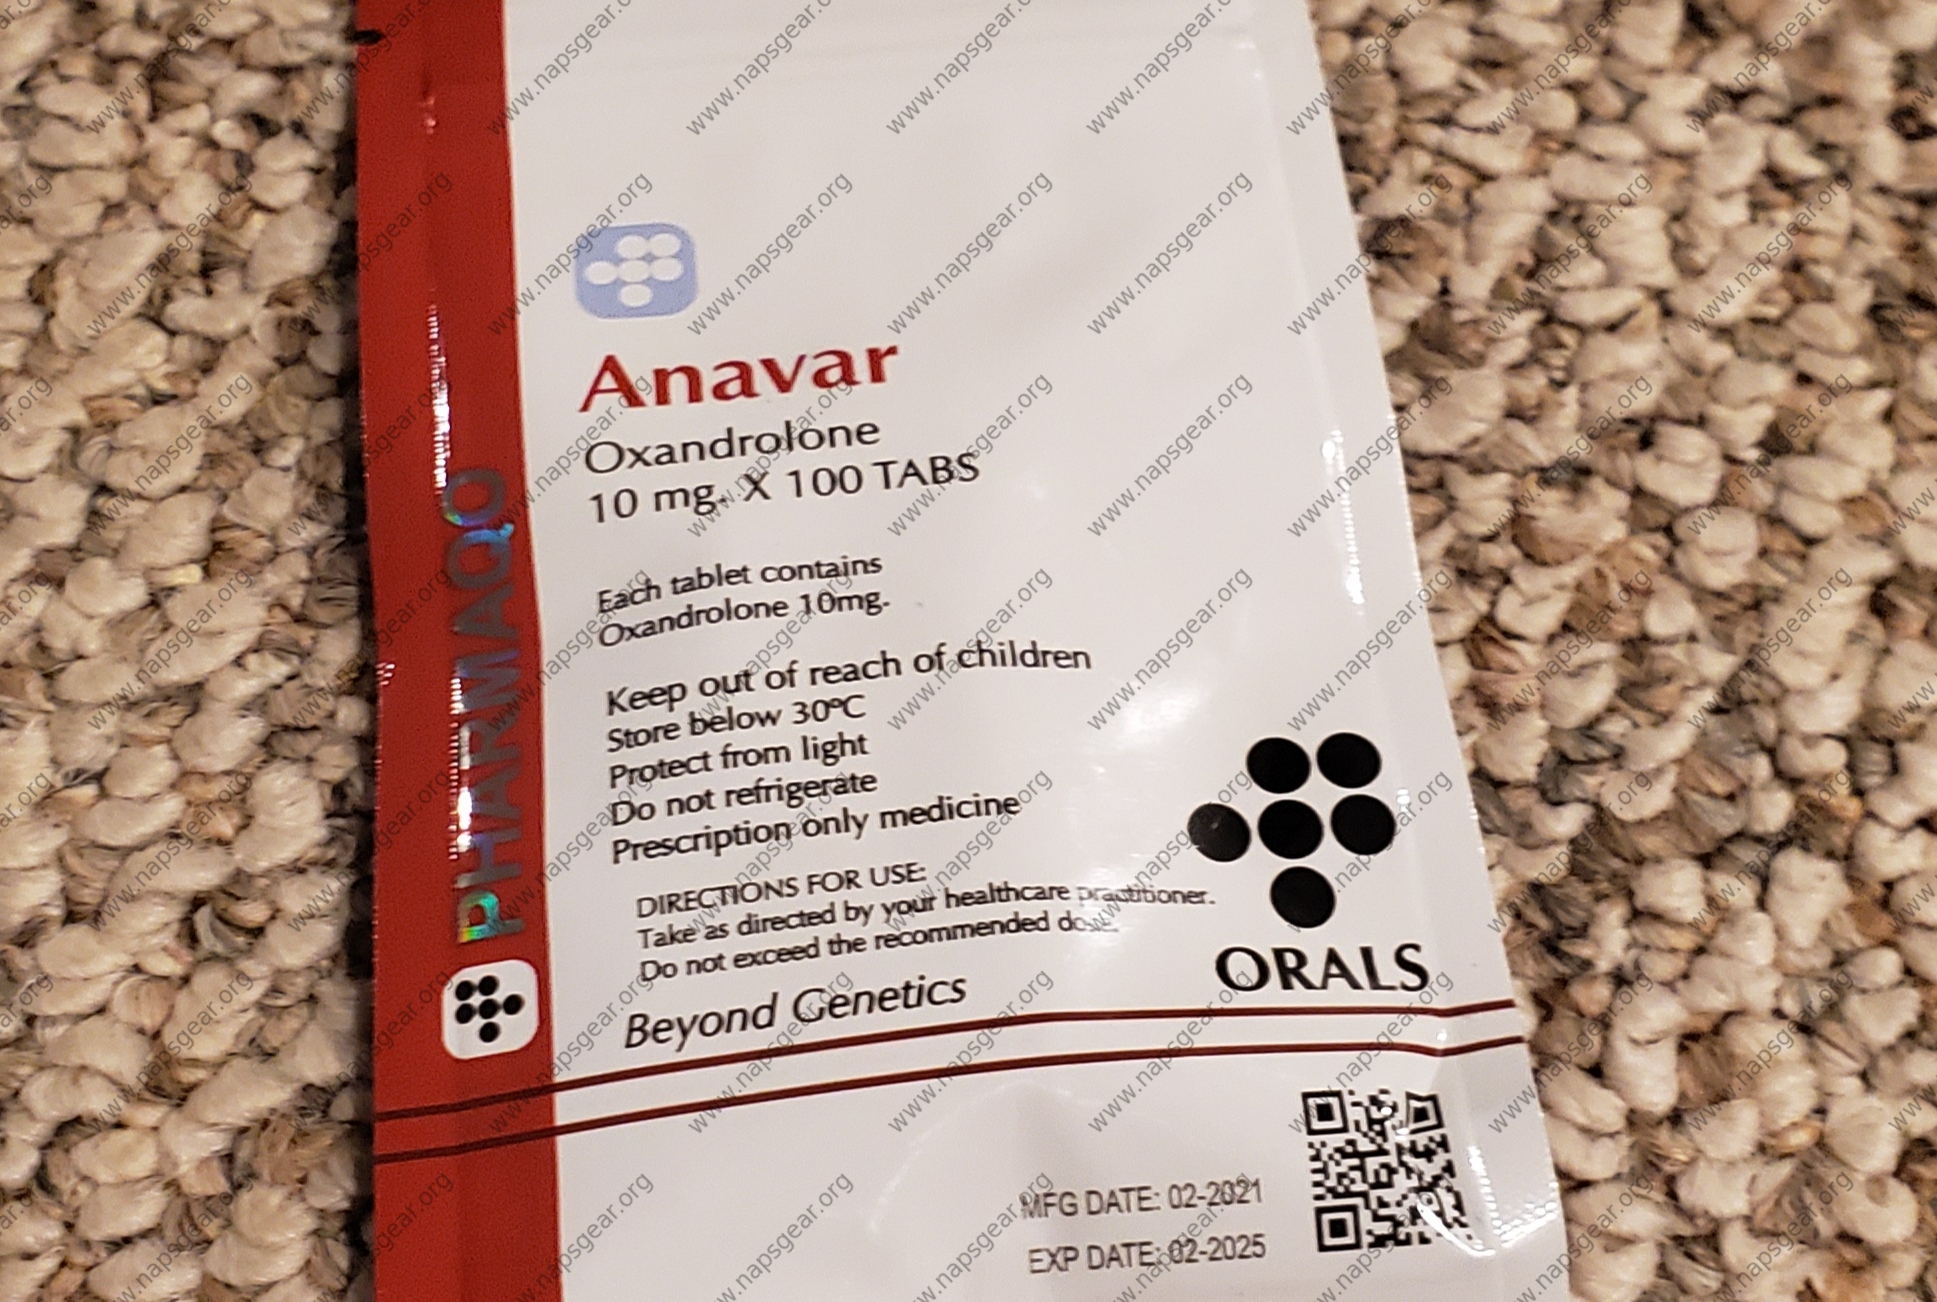 Anavar
Oxandrolone
10 mg. X 100 TABS
Each tablet contains
Oxandrolone 10mg.
Keep out of reach of children
Store below 30ºC
Protect from light
Do not refrigerate
Prescription only medicine
DIRECTIONS FOR USE:
Take as directed by your healthcare practitioner.
Do not exceed the recommended dose.
Beyond Genetics
PHARMAQO
ORALS
MFG DATE: 02-2021
EXP DATE: 02-2025
www.napsgear.org